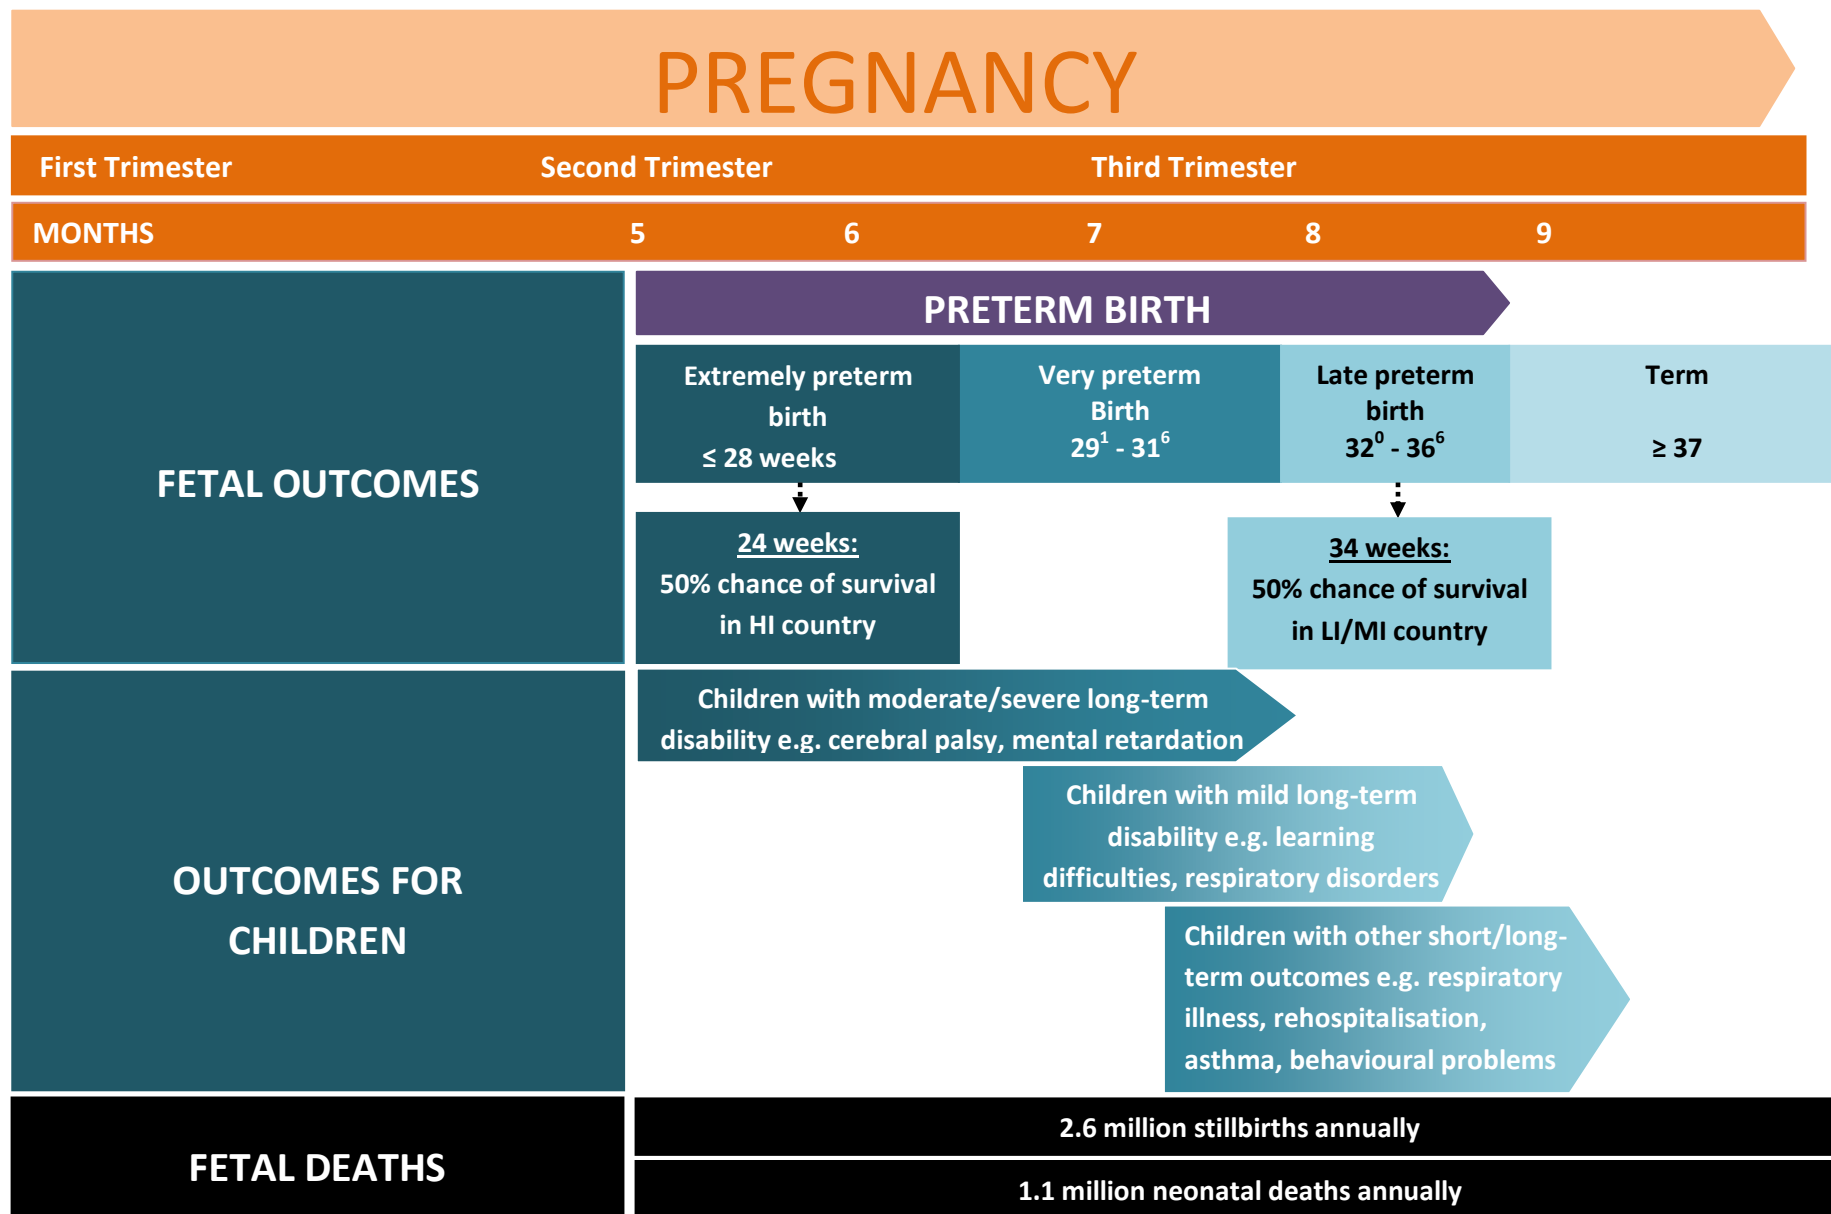 PREGNANCY
First Trimester Second Trimester Third Trimester
MONTHS 5 6 7 8 9
FETAL OUTCOMES
PRETERM BIRTH
Extremely preterm
birth
≤ 28 weeks
Very preterm
Birth
29¹ - 31⁶
Late preterm
birth
32⁰ - 36⁶
Term
≥ 37
24 weeks:
50% chance of survival
in HI country
34 weeks:
50% chance of survival
in LI/MI country
OUTCOMES FOR
CHILDREN
Children with moderate/severe long-term
disability e.g. cerebral palsy, mental retardation
Children with mild long-term
disability e.g. learning
difficulties, respiratory disorders
Children with other short/long-
term outcomes e.g. respiratory
illness, rehospitalisation,
asthma, behavioural problems
FETAL DEATHS
2.6 million stillbirths annually
1.1 million neonatal deaths annually